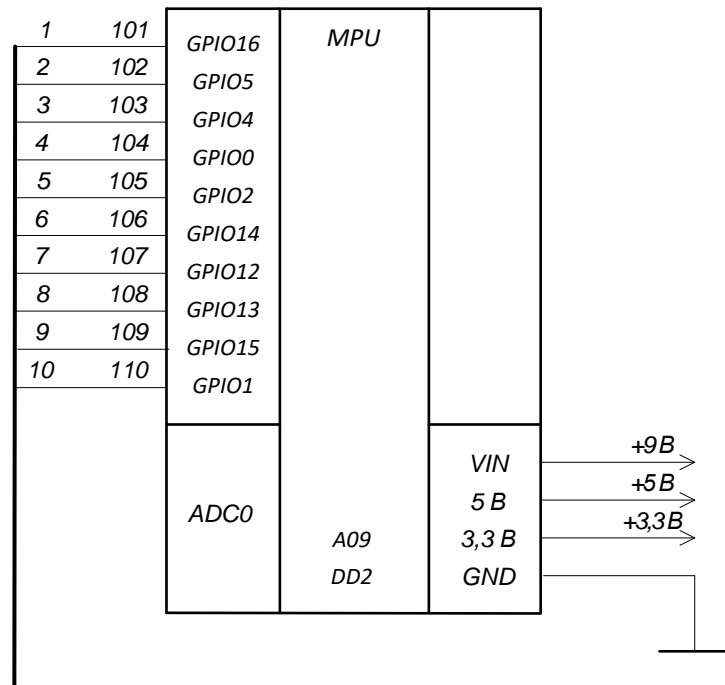 1 101 GPIO16 MPU
2 102 GPIO5
3 103 GPIO4
4 104 GPIO0
5 105 GPIO2
6 106 GPIO14
7 107 GPIO12
8 108 GPIO13
9 109 GPIO15
10 110 GPIO1
VIN +9В
5 В +5В
ADC0 A09 3,3 В +3,3В
DD2 GND